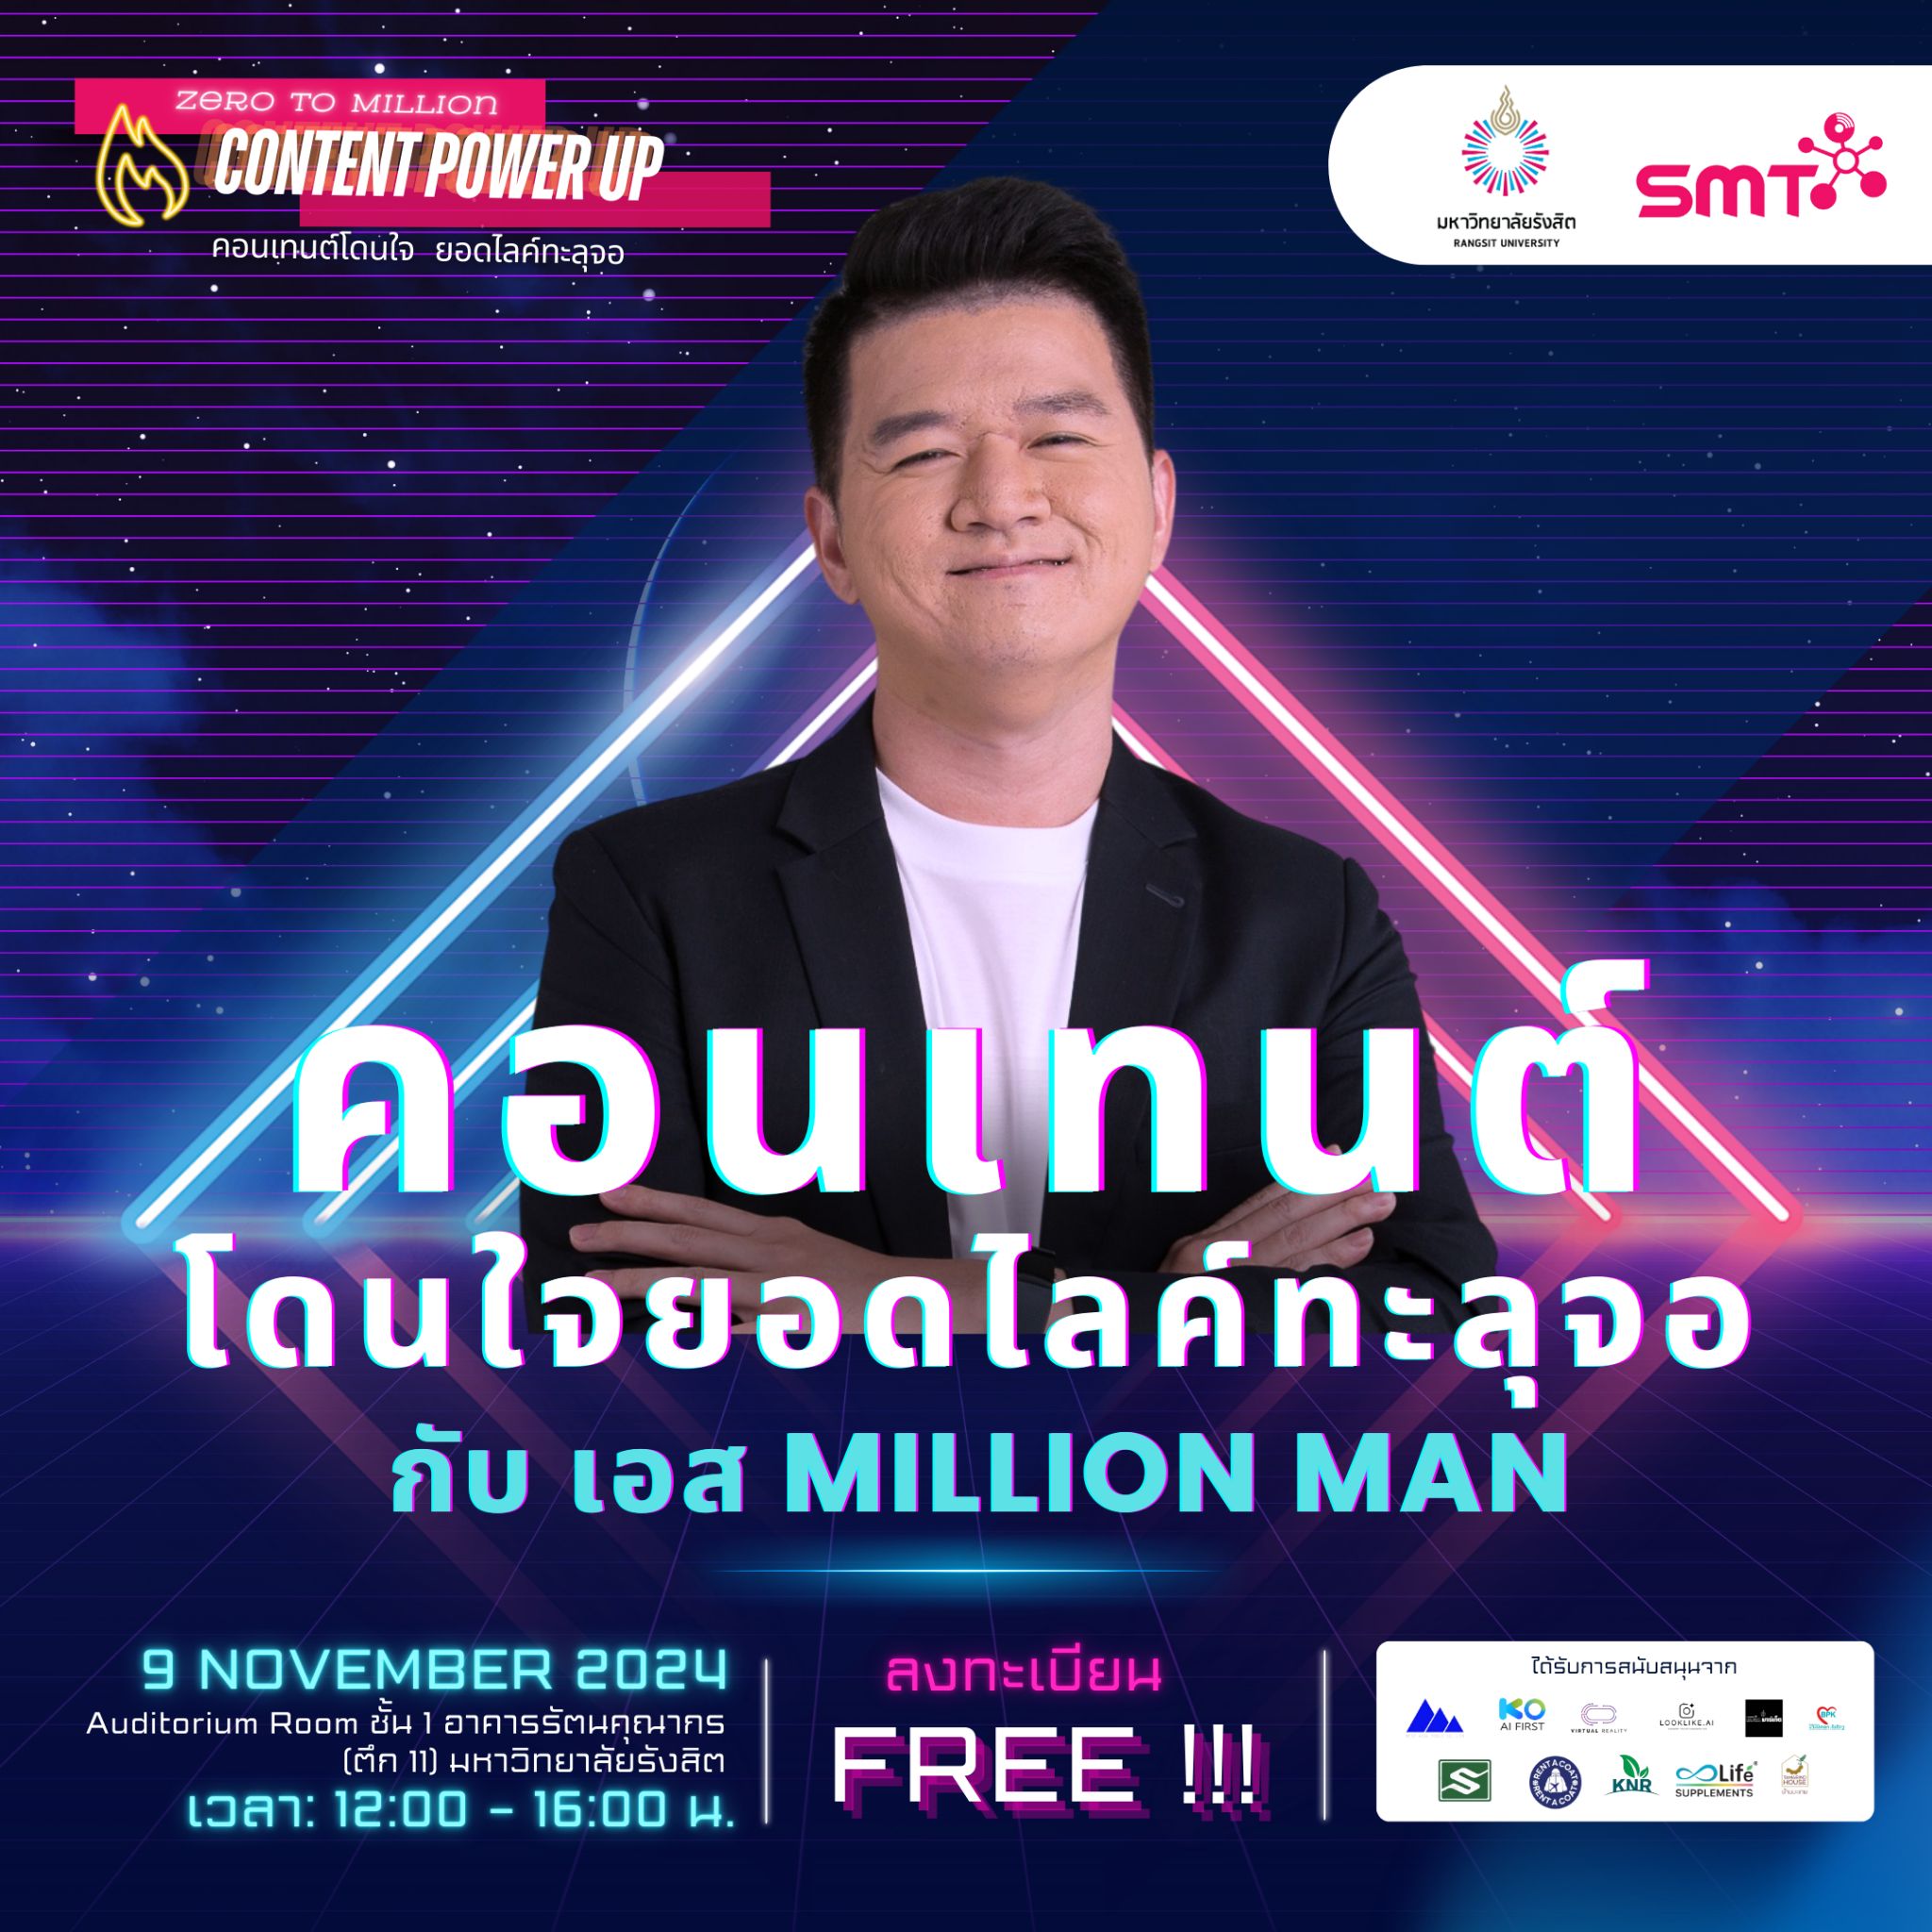 ZERO TO MILLION
CONTENT POWER UP
คอนเทนต์โดนใจ ยอดไลค์ทะลุจอ
มหาวิทยาลัยรังสิต
RANGSIT UNIVERSITY
SMT
คอนเทนต์
โดนใจยอดไลค์ทะลุจอ
กับ เอส MILLION MAN
9 NOVEMBER 2024
Auditorium Room ชั้น 1 อาคารรัตนคุณากร
(ตึก 11) มหาวิทยาลัยรังสิต
เวลา: 12:00 - 16:00 น.
ลงทะเบียน
FREE !!!
ได้รับการสนับสนุนจาก
KO
AI FIRST
VIRTUAL REALITY
LOOKLIKE.AI
BPK
S
RENT A COAT
RENT A COAT
KNR
Life
SUPPLEMENTS
HOUSE